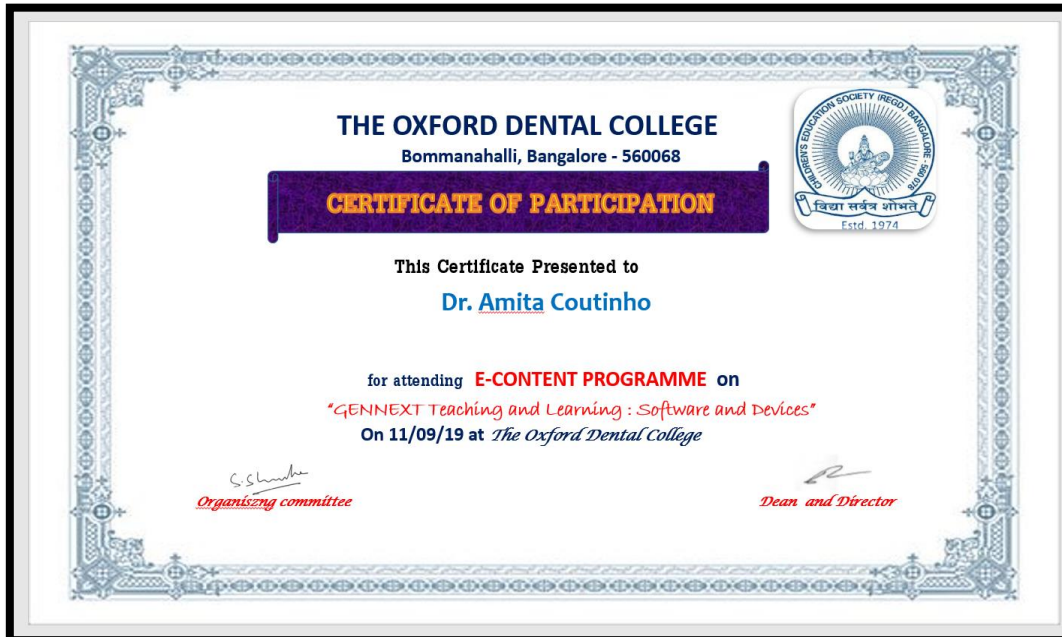 THE OXFORD DENTAL COLLEGE
Bommanahalli, Bangalore - 560068
CERTIFICATE OF PARTICIPATION
CHILDREN'S EDUCATION SOCIETY (REGD.) BANGALORE - 560 076
विद्या सर्वत्र शोभते
Estd. 1974
This Certificate Presented to
Dr. Amita Coutinho
for attending E-CONTENT PROGRAMME on
"GENNEXT Teaching and Learning : Software and Devices"
On 11/09/19 at The Oxford Dental College
Organiszng committee
Dean and Director